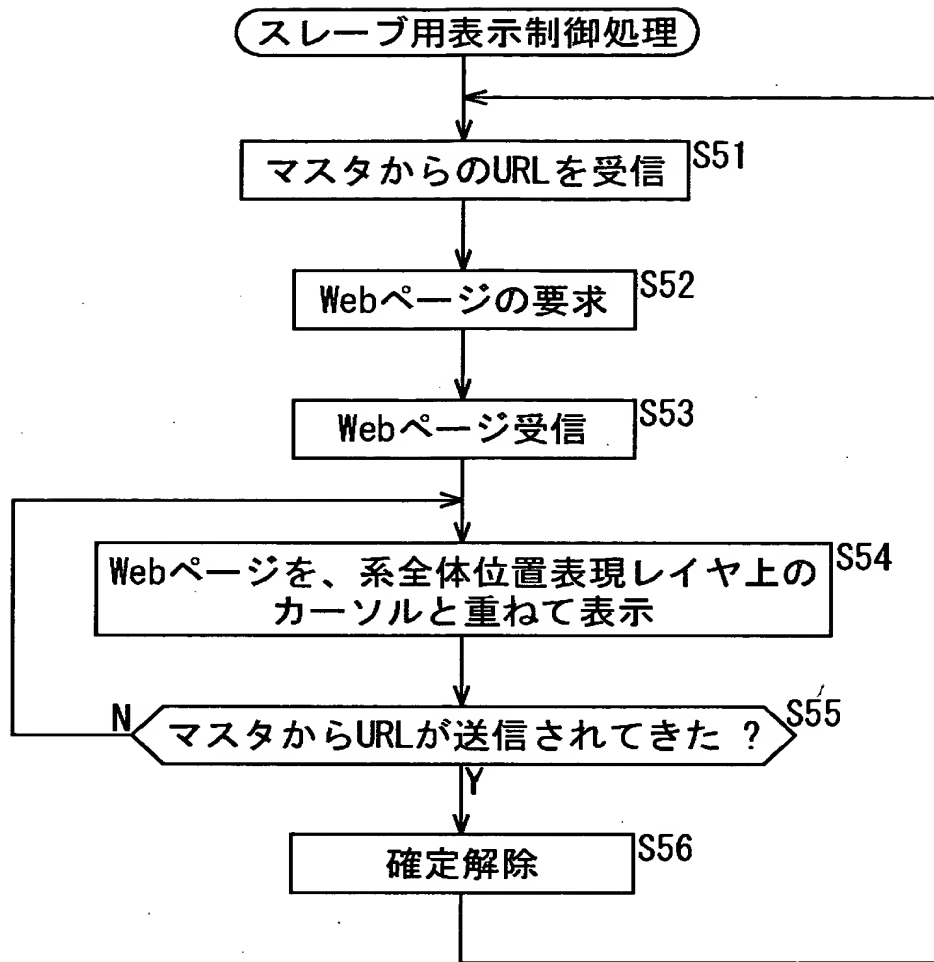 スレーブ用表示制御処理
マスタからのURLを受信
S51
Webページの要求
S52
Webページ受信
S53
Webページを、系全体位置表現レイヤ上の
カーソルと重ねて表示
S54
マスタからURLが送信されてきた ?
S55
N
Y
確定解除
S56